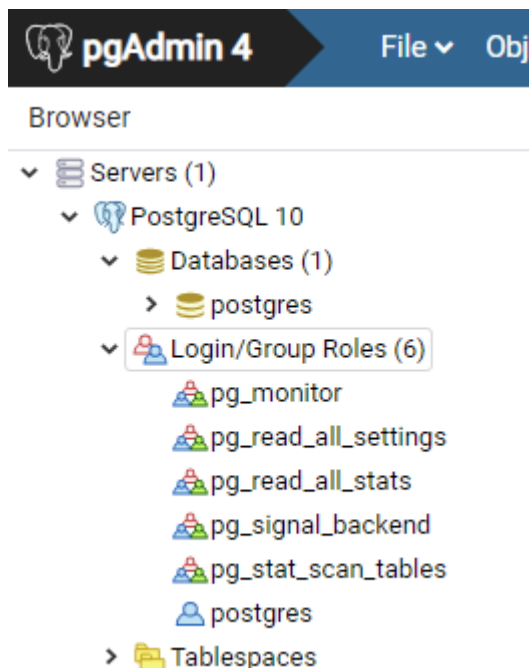 pgAdmin 4 File Obj
Browser
Servers (1)
PostgreSQL 10
Databases (1)
postgres
Login/Group Roles (6)
pg_monitor
pg_read_all_settings
pg_read_all_stats
pg_signal_backend
pg_stat_scan_tables
postgres
Tablespaces